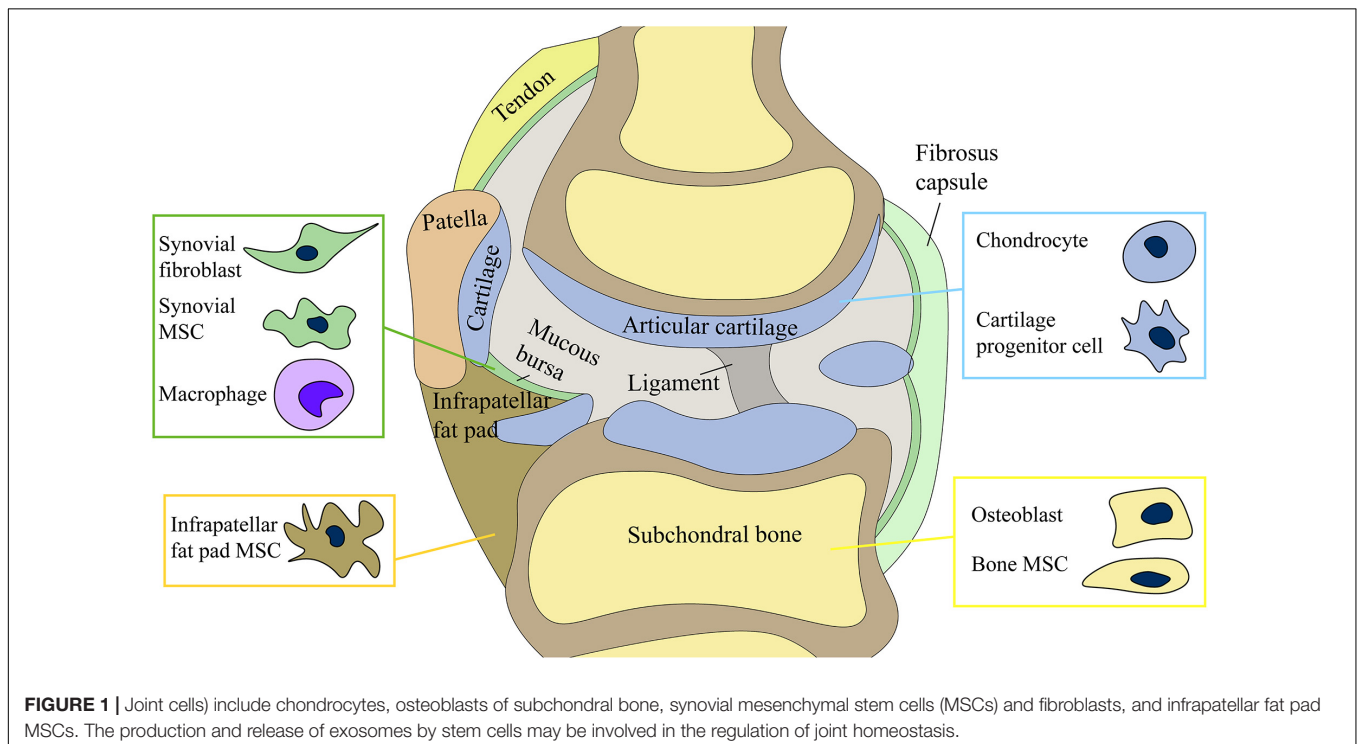 Tendon
Fibrosus
capsule
Patella
Cartilage
Synovial
fibroblast
Synovial
MSC
Macrophage
Chondrocyte
Cartilage
progenitor cell
Articular cartilage
Mucous
bursa
Ligament
Infrapatellar
fat pad
Infrapatellar
fat pad MSC
Subchondral bone
Osteoblast
Bone MSC
FIGURE 1 | Joint cells) include chondrocytes, osteoblasts of subchondral bone, synovial mesenchymal stem cells (MSCs) and fibroblasts, and infrapatellar fat pad
MSCs. The production and release of exosomes by stem cells may be involved in the regulation of joint homeostasis.